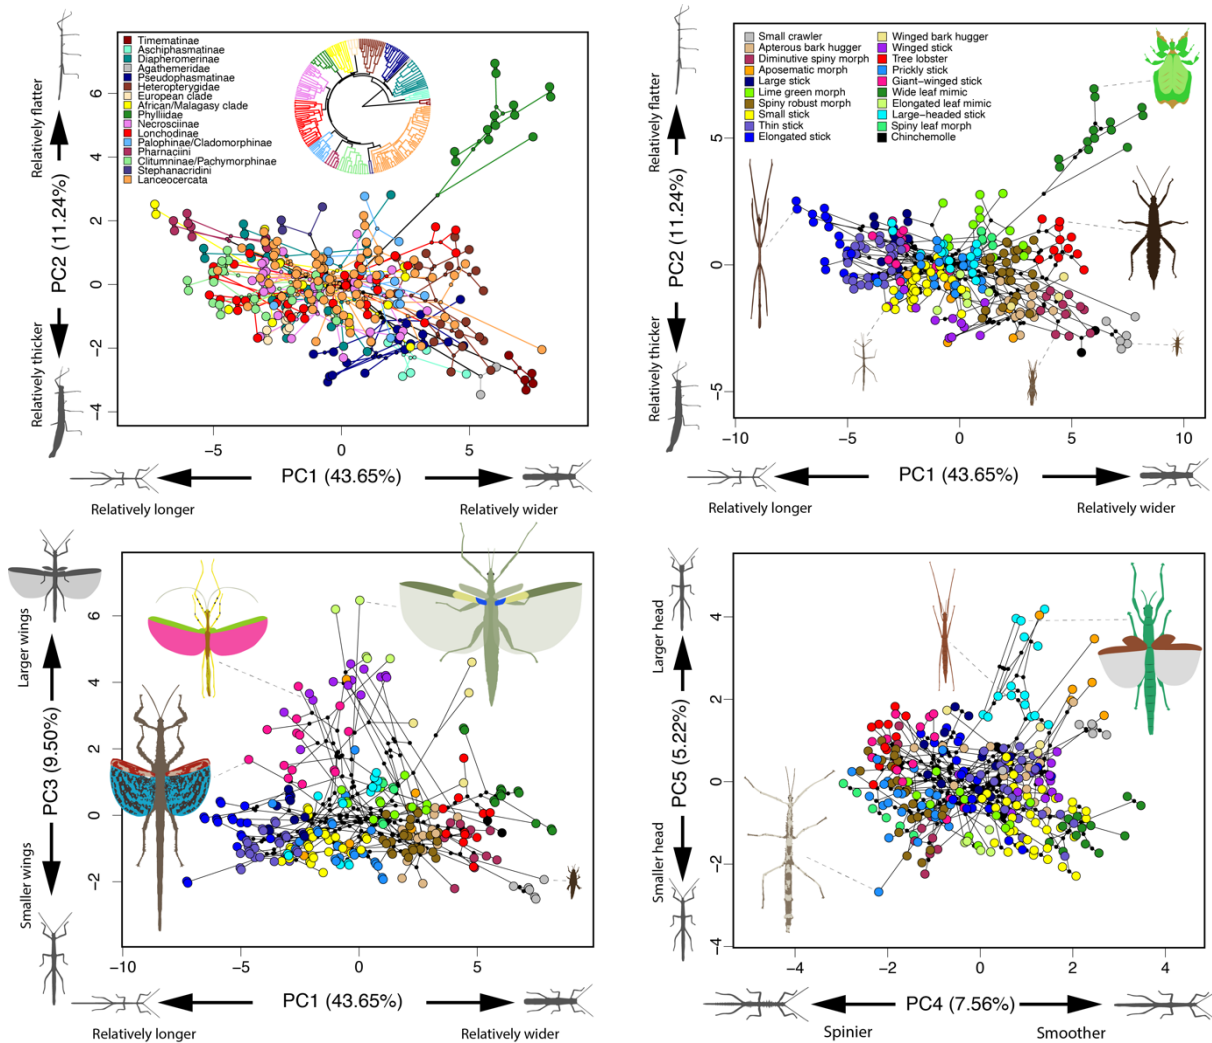 Timematinae
Aschiphasmatinae
Diapheromerinae
Agathemeridae
Pseudophasmatinae
Heteropterygidae
European clade
African/Malagasy clade
Phylliidae
Necrosciinae
Lonchodinae
Palophinae/Cladomorphinae
Pharnaciini
Clitumninae/Pachymorphinae
Stephanacridini
Lanceocercata
Relatively flatter
PC2 (11.24%)
Relatively thicker
6
4
2
0
−2
−4
−5
0
5
PC1 (43.65%)
Relatively longer
Relatively wider
Small crawler
Apterous bark hugger
Diminutive spiny morph
Aposematic morph
Large stick
Lime green morph
Spiny robust morph
Small stick
Thin stick
Elongated stick
Winged bark hugger
Winged stick
Tree lobster
Prickly stick
Giant−winged stick
Wide leaf mimic
Elongated leaf mimic
Large−headed stick
Spiny leaf morph
Chinchemolle
Relatively flatter
PC2 (11.24%)
Relatively thicker
5
0
−5
−10
−5
0
5
10
PC1 (43.65%)
Relatively longer
Relatively wider
Larger wings
PC3 (9.50%)
Smaller wings
6
4
2
0
−2
−10
−5
0
5
PC1 (43.65%)
Relatively longer
Relatively wider
Larger head
PC5 (5.22%)
Smaller head
4
2
0
−2
−4
−4
−2
0
2
4
PC4 (7.56%)
Spinier
Smoother